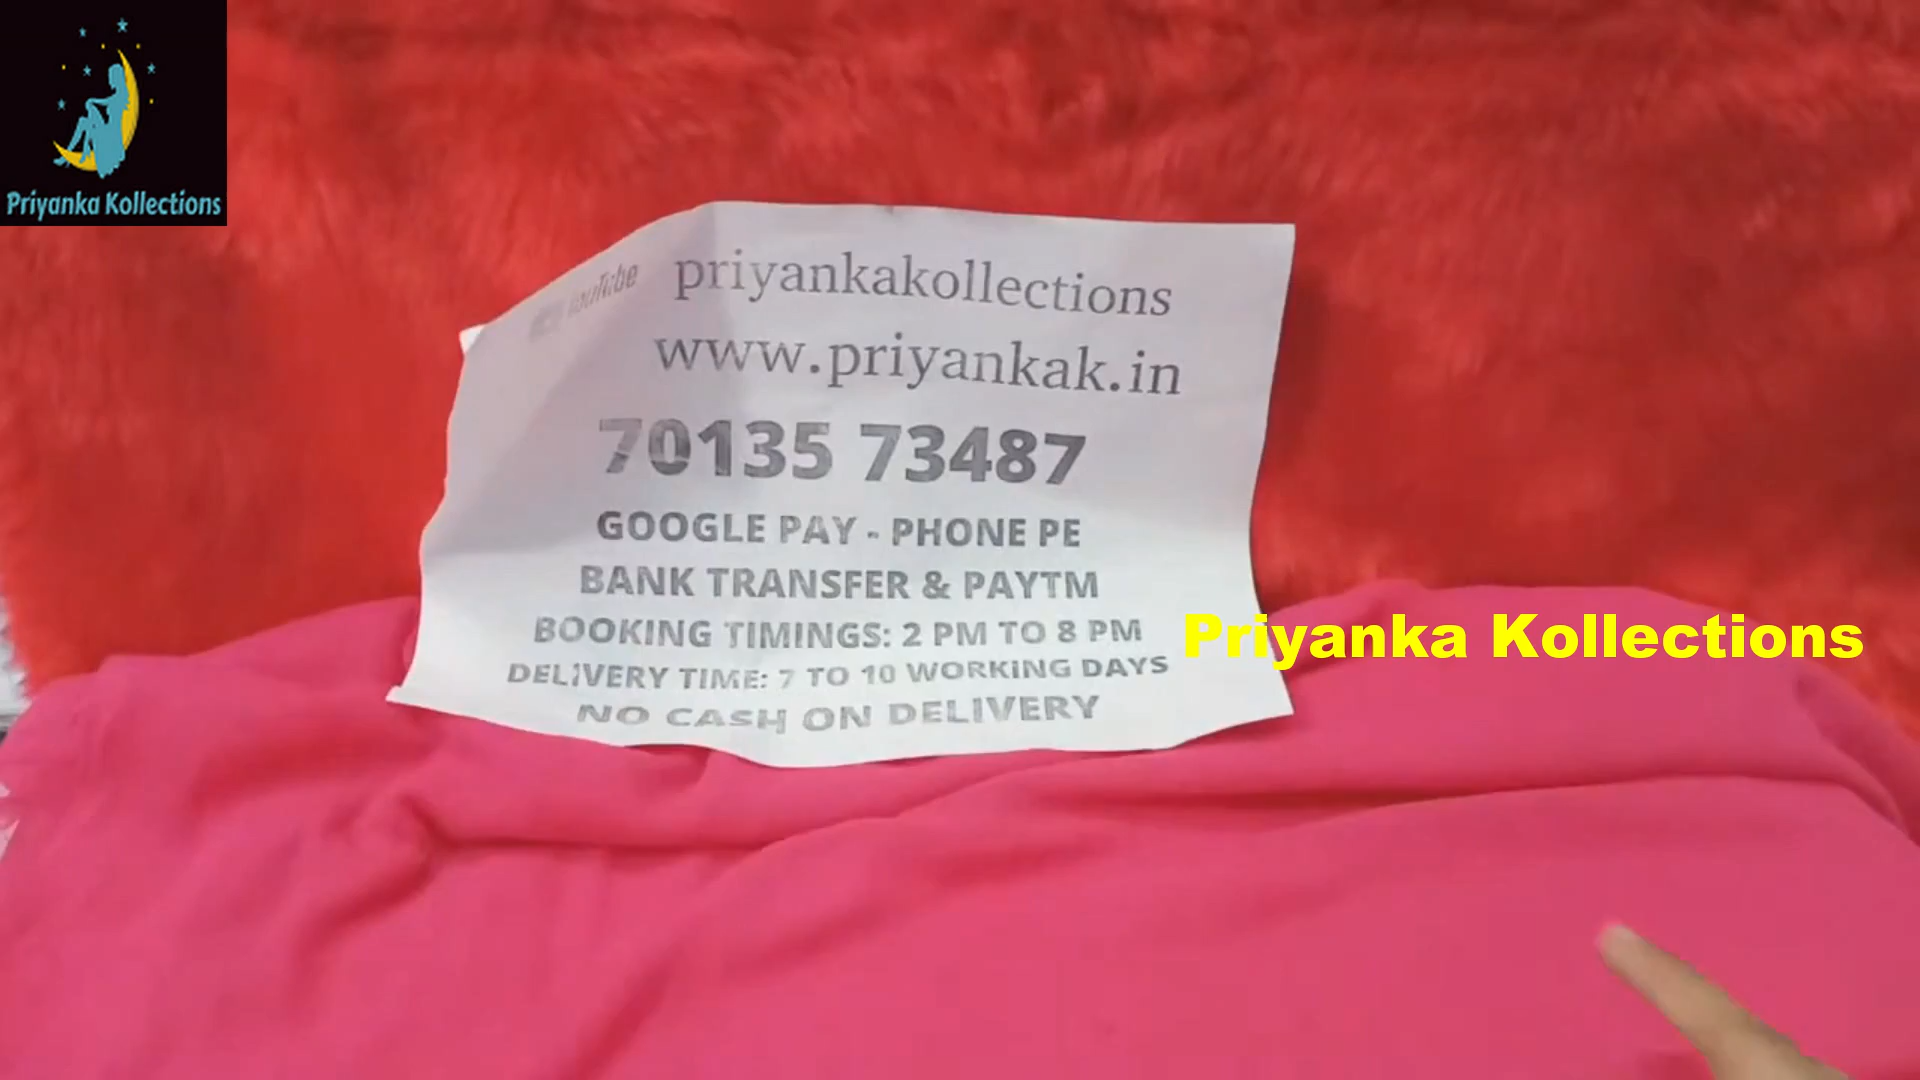 Priyanka Kollections
YouTube priyankakollections
www.priyankak.in
70135 73487
GOOGLE PAY - PHONE PE
BANK TRANSFER & PAYTM
BOOKING TIMINGS: 2 PM TO 8 PM
Priyanka Kollections
DELIVERY TIME: 7 TO 10 WORKING DAYS
NO CASH ON DELIVERY